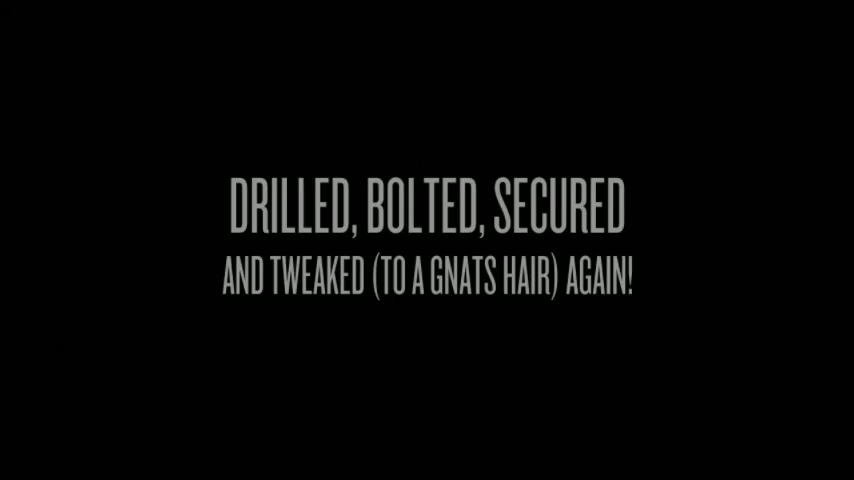 DRILLED, BOLTED, SECURED
AND TWEAKED (TO A GNATS HAIR) AGAIN!